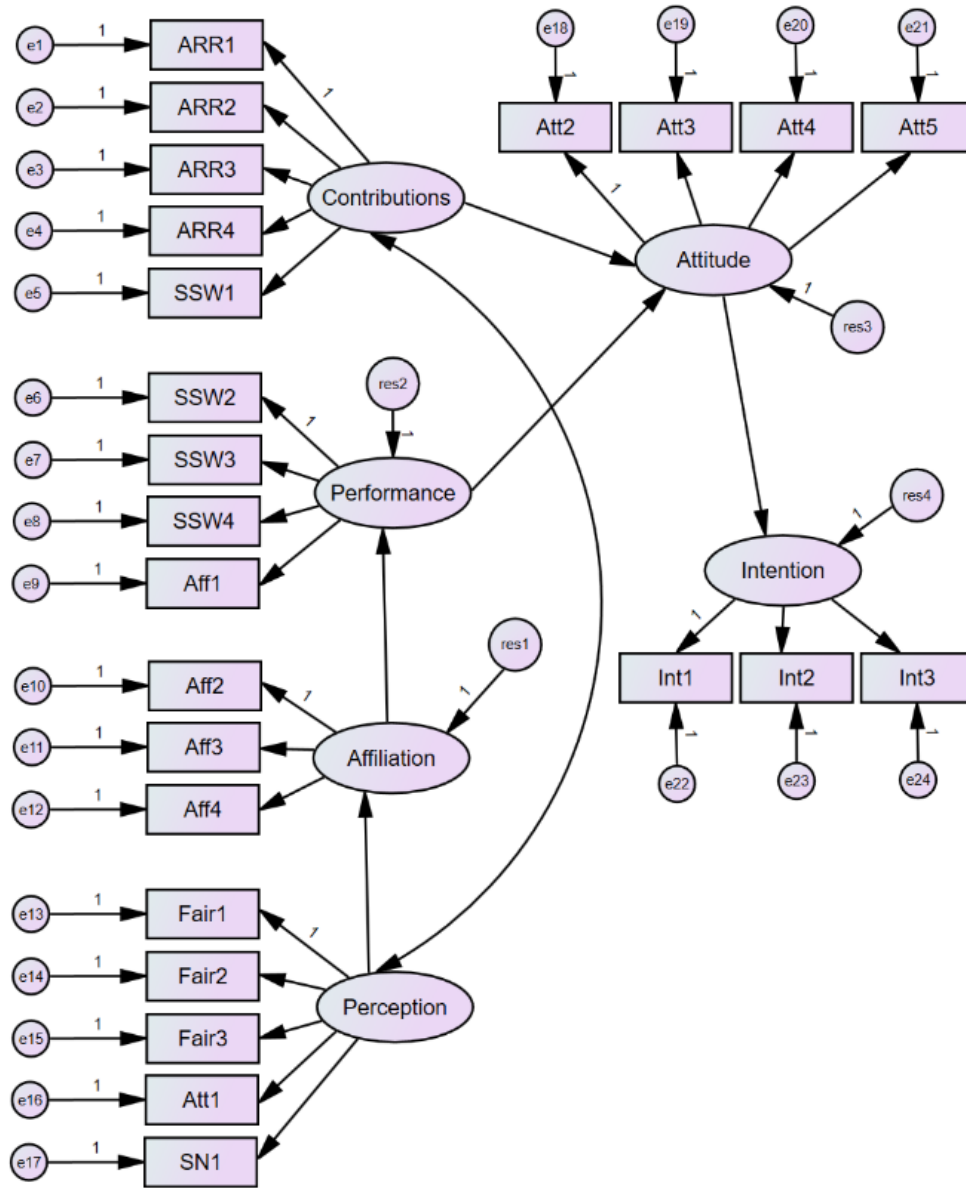 e1 1 ARR1
e2 1 ARR2
e3 1 ARR3
e4 1 ARR4
e5 1 SSW1
1
Contributions
e18 e19 e20 e21
1 1 1 1
Att2 Att3 Att4 Att5
1
Attitude
1
res3
e6 1 SSW2
e7 1 SSW3
e8 1 SSW4
e9 1 Aff1
1
res2
1
Performance
res4
1
Intention
1
Int1 Int2 Int3
1 1 1
e22 e23 e24
e10 1 Aff2
e11 1 Aff3
e12 1 Aff4
1
res1
1
Affiliation
e13 1 Fair1
e14 1 Fair2
e15 1 Fair3
e16 1 Att1
e17 1 SN1
1
Perception